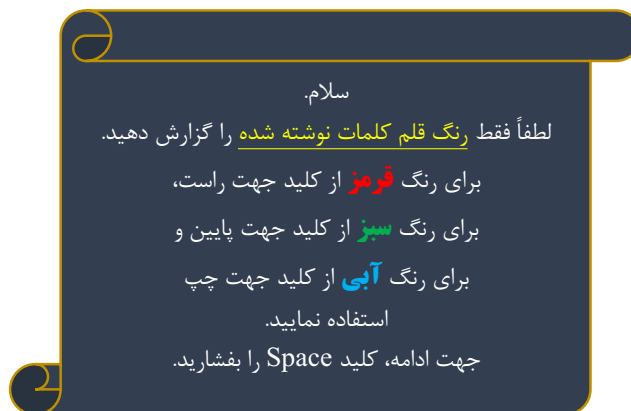 سلام.
لطفاً فقط رنگ قلم کلمات نوشته شده را گزارش دهید.
برای رنگ قرمز از کلید جهت راست،
برای رنگ سبز از کلید جهت پایین و
برای رنگ آبی از کلید جهت چپ
استفاده نمایید.
جهت ادامه، کلید Space را بفشارید.